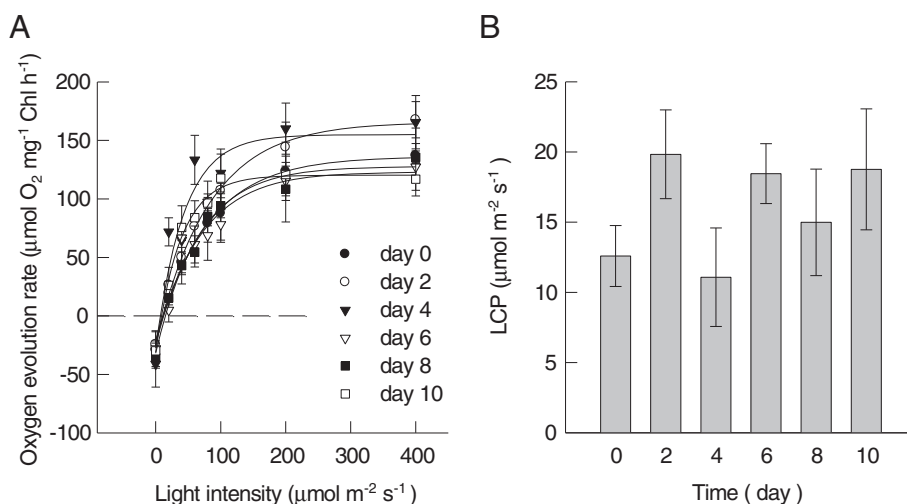 A
Oxygen evolution rate (μmol O2 mg-1 Chl h-1)
200
150
100
50
0
-50
-100
0 100 200 300 400
Light intensity (μmol m-2 s-1)
day 0
day 2
day 4
day 6
day 8
day 10
B
LCP (μmol m-2 s-1)
25
20
15
10
5
0
0 2 4 6 8 10
Time ( day )